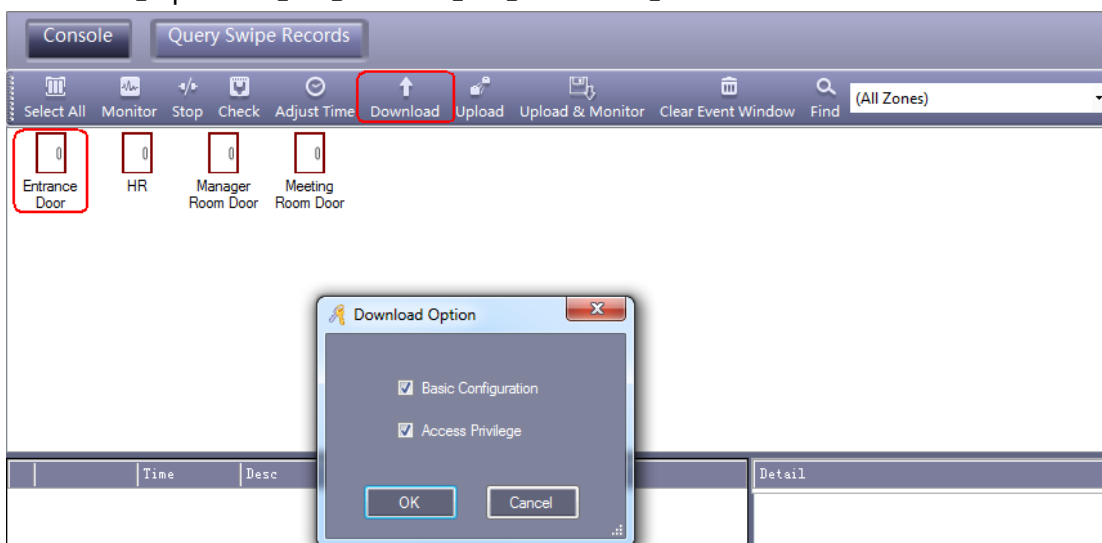 Console Query Swipe Records
Select All Monitor Stop Check Adjust Time Download Upload Upload & Monitor Clear Event Window Find (All Zones)
Entrance Door
HR
Manager Room Door
Meeting Room Door
Download Option
Basic Configuration
Access Privilege
OK Cancel
Time Desc Detail